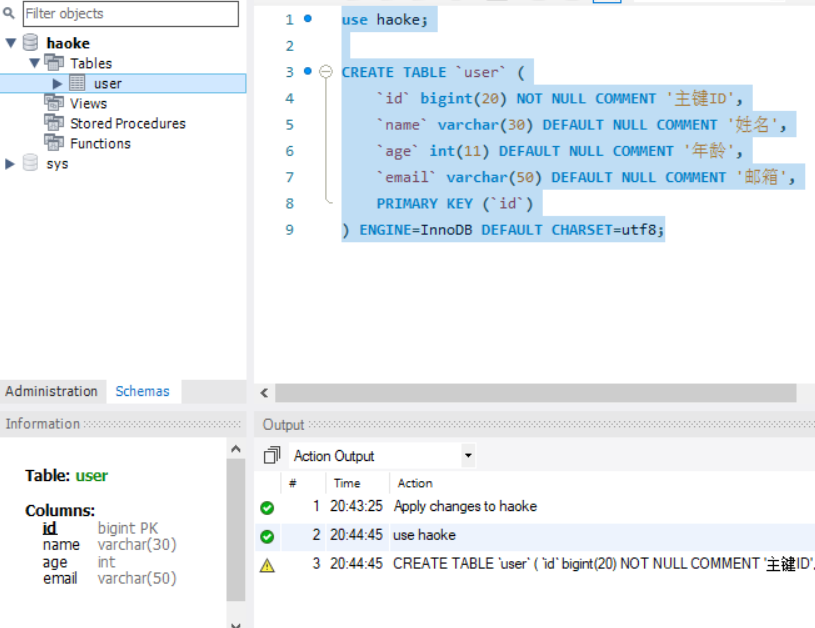 Filter objects
haoke
Tables
user
Views
Stored Procedures
Functions
sys
Administration Schemas
Information
Table: user
Columns:
id bigint PK
name varchar(30)
age int
email varchar(50)
1 use haoke;
2
3 CREATE TABLE `user` (
4 `id` bigint(20) NOT NULL COMMENT '主键ID',
5 `name` varchar(30) DEFAULT NULL COMMENT '姓名',
6 `age` int(11) DEFAULT NULL COMMENT '年龄',
7 `email` varchar(50) DEFAULT NULL COMMENT '邮箱',
8 PRIMARY KEY (`id`)
9 ) ENGINE=InnoDB DEFAULT CHARSET=utf8;
Output
Action Output
# Time Action
1 20:43:25 Apply changes to haoke
2 20:44:45 use haoke
3 20:44:45 CREATE TABLE `user` ( `id` bigint(20) NOT NULL COMMENT '主键ID',